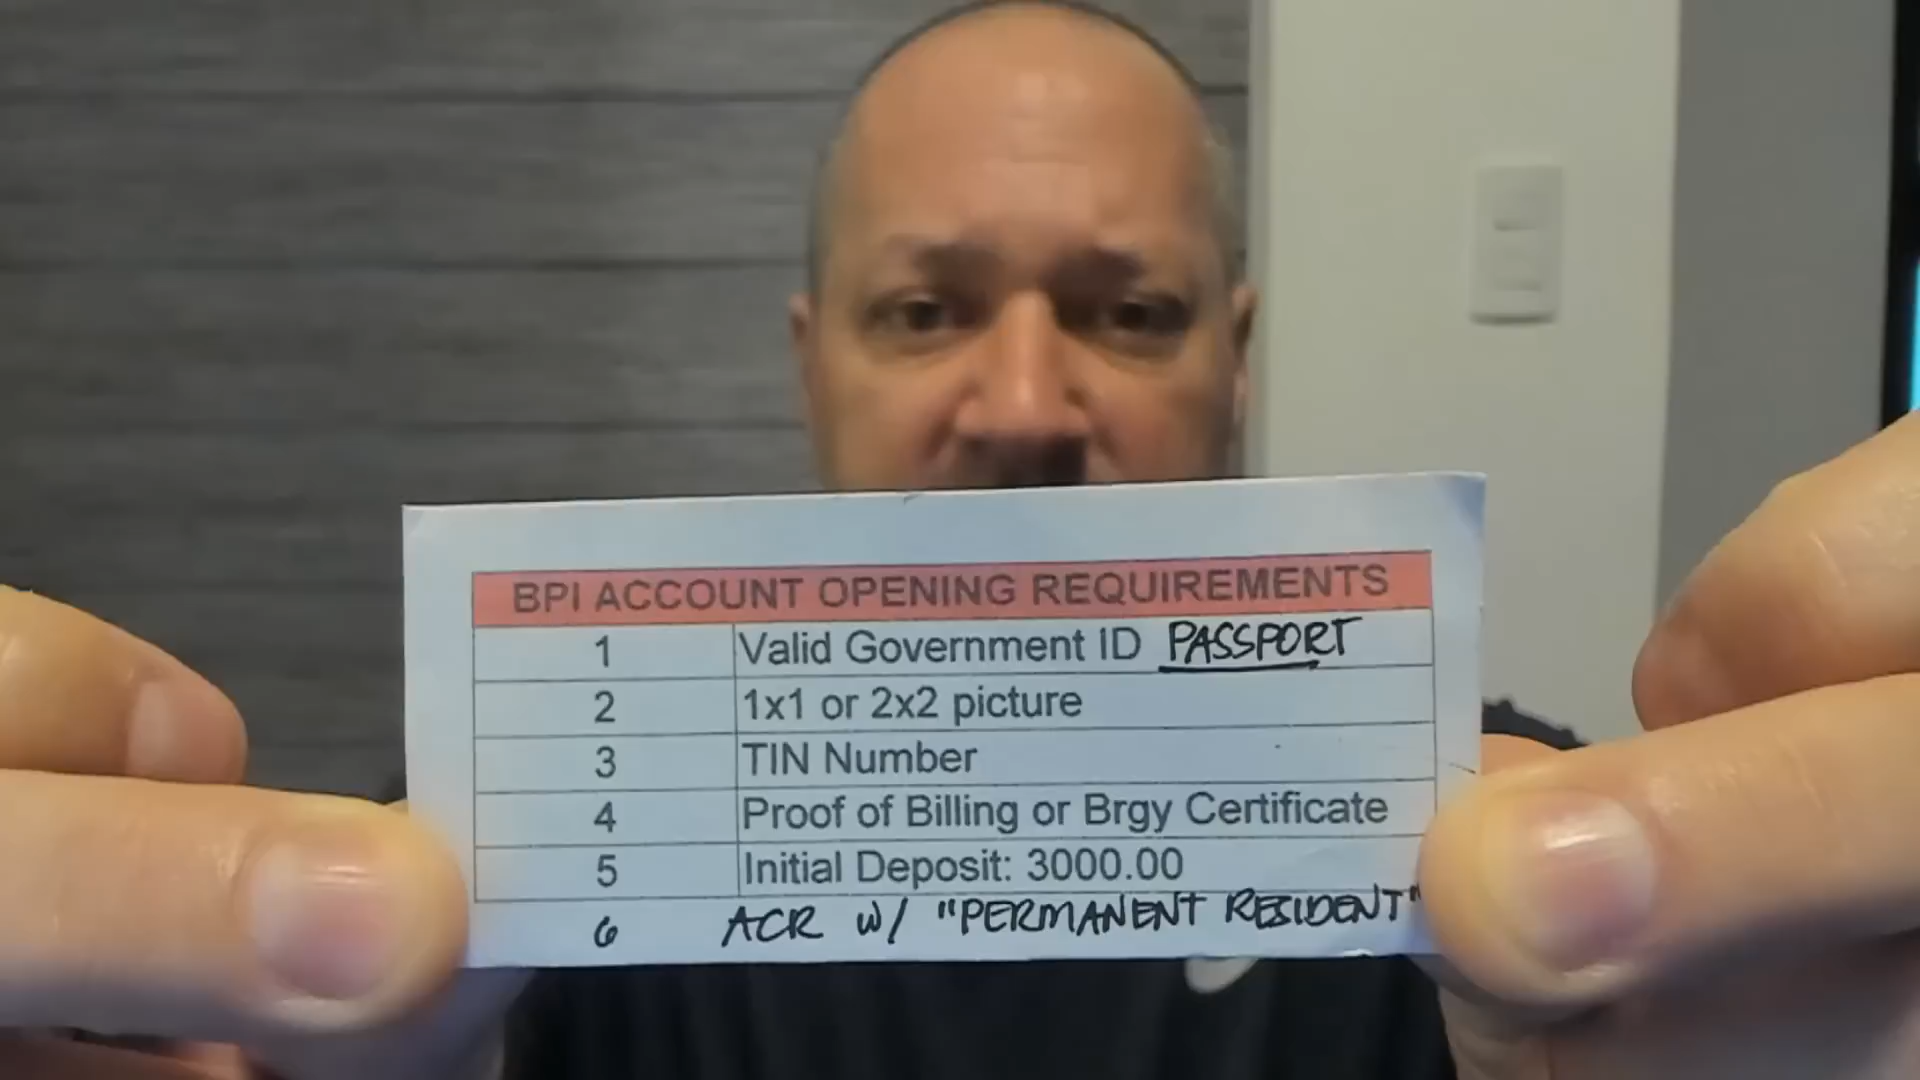 BPI ACCOUNT OPENING REQUIREMENTS
1 Valid Government ID PASSPORT
2 1x1 or 2x2 picture
3 TIN Number
4 Proof of Billing or Brgy Certificate
5 Initial Deposit: 3000.00
6 ACR W/ "PERMANENT RESIDENT"